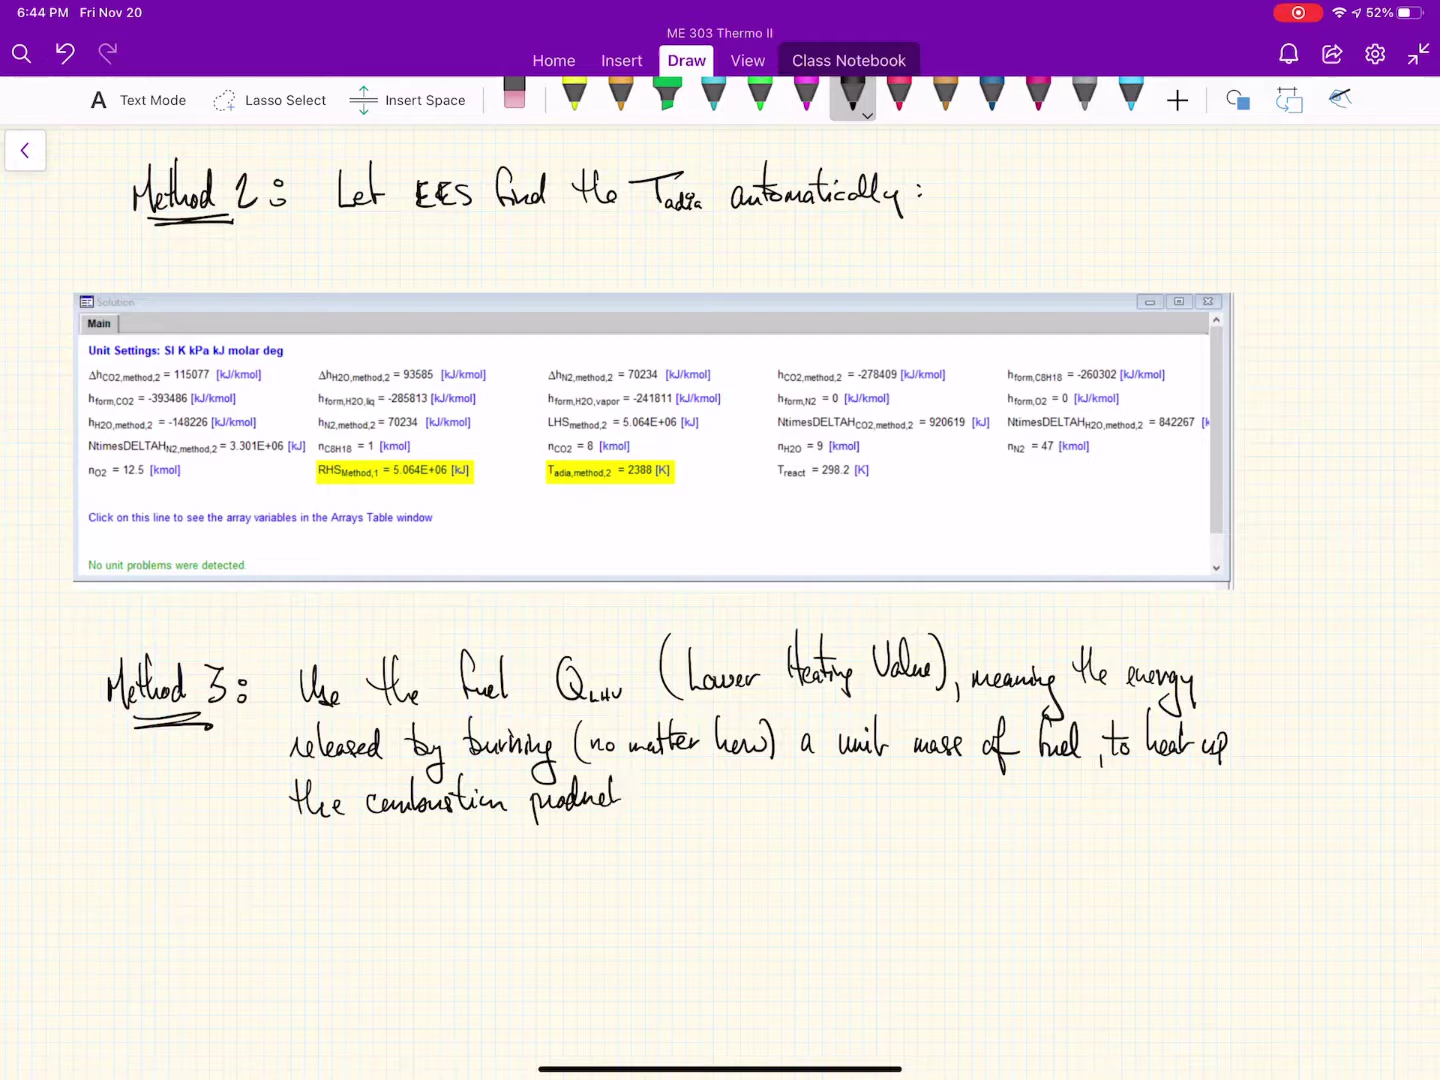 6:44 PM Fri Nov 20
52%
ME 303 Thermo II
Home Insert Draw View Class Notebook
A Text Mode Lasso Select Insert Space
Method 2: Let EES find the Tadia automatically:
Solution
Main
Unit Settings: SI K kPa kJ molar deg
ΔhCO2,method,2 = 115077 [kJ/kmol] ΔhH2O,method,2 = 93585 [kJ/kmol] ΔhN2,method,2 = 70234 [kJ/kmol] hCO2,method,2 = -278409 [kJ/kmol] hform,C8H18 = -260302 [kJ/kmol]
hform,CO2 = -393486 [kJ/kmol] hform,H2O,liq = -285813 [kJ/kmol] hform,H2O,vapor = -241811 [kJ/kmol] hform,N2 = 0 [kJ/kmol] hform,O2 = 0 [kJ/kmol]
hH2O,method,2 = -148226 [kJ/kmol] hN2,method,2 = 70234 [kJ/kmol] LHS = 5.064E+06 [kJ] NtimesDELTAHCO2,method,2 = 920619 [kJ] NtimesDELTAHH2O,method,2 = 842267 [k
NtimesDELTAHN2,method,2 = 3.301E+06 [kJ] nC8H18 = 1 [kmol] nCO2 = 8 [kmol] nH2O = 9 [kmol] nN2 = 47 [kmol]
nO2 = 12.5 [kmol] RHSMethod,1 = 5.064E+06 [kJ] Tadia,method,2 = 2388 [K] Treact = 298.2 [K]
Click on this line to see the array variables in the Arrays Table window
No unit problems were detected.
Method 3: Use the fuel QLHV (Lower Heating Value), meaning the energy
released by burning (no matter how) a unit mass of fuel, to heat up
the combustion product